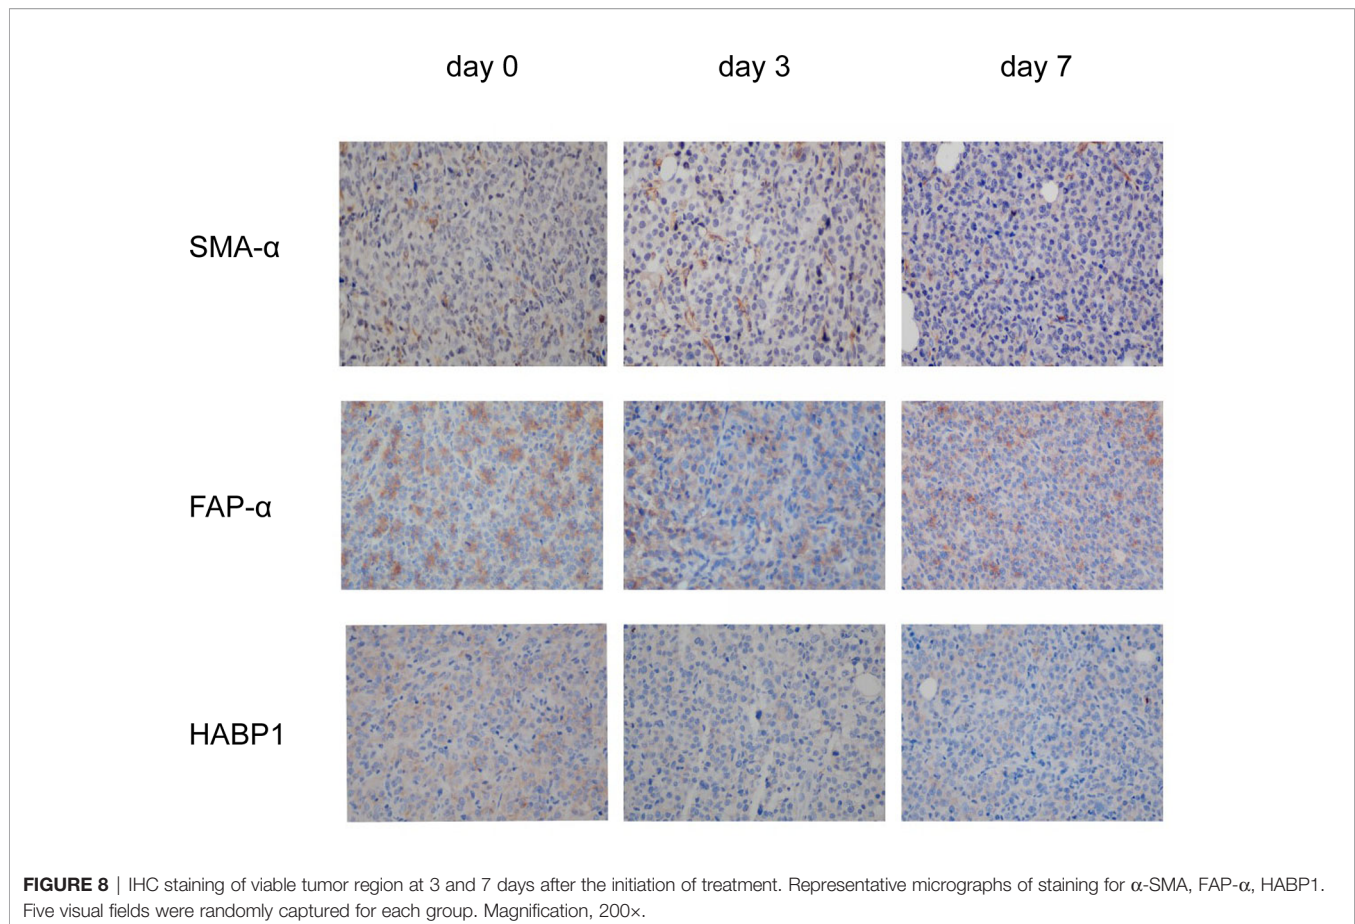 day 0 day 3 day 7
SMA-α
FAP-α
HABP1
FIGURE 8 | IHC staining of viable tumor region at 3 and 7 days after the initiation of treatment. Representative micrographs of staining for α-SMA, FAP-α, HABP1.
Five visual fields were randomly captured for each group. Magnification, 200×.